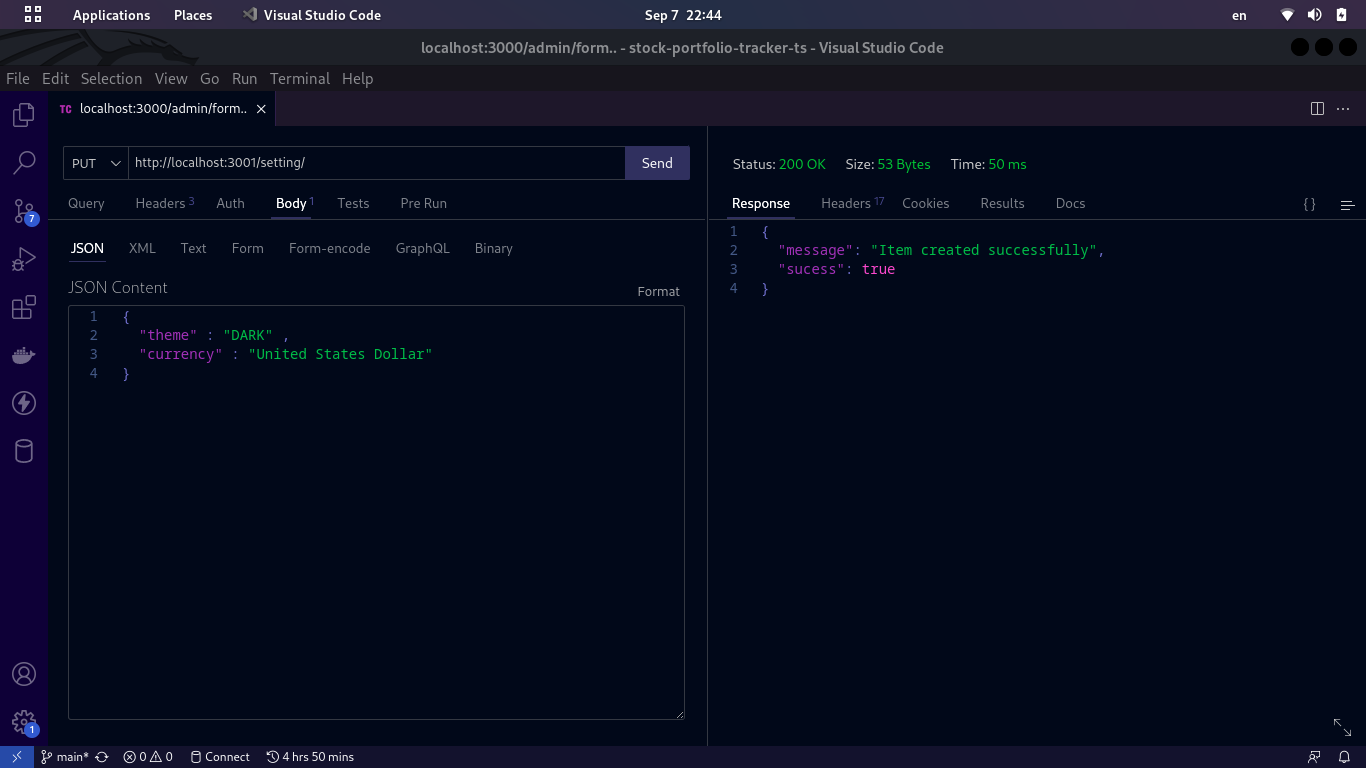 Applications Places Visual Studio Code Sep 7 22:44 en
localhost:3000/admin/form.. - stock-portfolio-tracker-ts - Visual Studio Code
File Edit Selection View Go Run Terminal Help
TC localhost:3000/admin/form..
PUT http://localhost:3001/setting/ Send
Status: 200 OK Size: 53 Bytes Time: 50 ms
Query Headers 3 Auth Body 1 Tests Pre Run
Response Headers 17 Cookies Results Docs { }
JSON XML Text Form Form-encode GraphQL Binary
JSON Content
Format
1 {
2 "theme" : "DARK" ,
3 "currency" : "United States Dollar"
4 }
1 {
2 "message": "Item created successfully",
3 "sucess": true
4 }
7
1
main* 0 0 Connect 4 hrs 50 mins